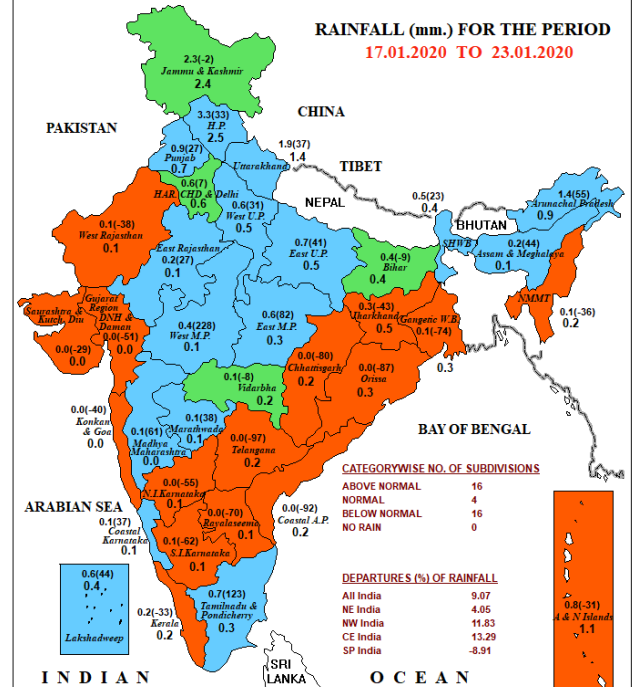 RAINFALL (mm.) FOR THE PERIOD
17.01.2020 TO 23.01.2020
2.3(-2)
Jammu & Kashmir
2.4
CHINA
PAKISTAN
3.3(33)
H.P.
2.5
0.9(27)
Punjab
0.7
1.9(37)
1.4
Uttarakhand
TIBET
0.6(7)
HAR. CHD & Delhi
0.6
NEPAL
0.6(31)
West U.P.
0.5
0.5(23)
0.4
1.4(55)
Arunachal Pradesh
0.9
BHUTAN
0.1(-38)
West Rajasthan
0.1
East Rajasthan
0.2(27)
0.1
0.7(41)
East U.P.
0.5
0.4(-9)
Bihar
0.4
SHWB
0.2(44)
Assam & Meghalaya
0.1
NMMT
0.1(-36)
0.2
Saurashtra &
Kutch, Diu
0.0(-29)
0.0
Gujarat
Region
DNH &
Daman
0.0(-51)
0.0
0.4(228)
West M.P.
0.1
0.6(82)
East M.P.
0.3
0.3(-43)
Jharkhand
0.5
Gangetic W.B.
0.1(-74)
0.3
0.0(-80)
Chhattisgarh
0.2
0.0(-87)
Orissa
0.3
0.1(-8)
Vidarbha
0.2
0.0(-40)
Konkan
& Goa
0.0
0.1(61)
Madhya
Maharashtra
0.0
0.1(38)
Marathwada
0.1
0.0(-97)
Telangana
0.2
BAY OF BENGAL
0.0(-55)
N.I.Karnataka
0.1
ARABIAN SEA
0.0(-70)
Rayalaseema
0.1
0.0(-92)
Coastal A.P.
0.2
0.1(37)
Coastal
Karnataka
0.1
0.1(-62)
S.I.Karnataka
0.1
CATEGORYWISE NO. OF SUBDIVISIONS
ABOVE NORMAL 16
NORMAL 4
BELOW NORMAL 16
NO RAIN 0
0.6(44)
0.4
Lakshadweep
0.7(123)
Tamilnadu &
Pondicherry
0.3
0.2(-33)
Kerala
0.2
DEPARTURES (%) OF RAINFALL
All India 9.07
NE India 4.05
NW India 11.83
CE India 13.29
SP India -8.91
0.8(-31)
A & N Islands
1.1
SRI
LANKA
INDIAN OCEAN